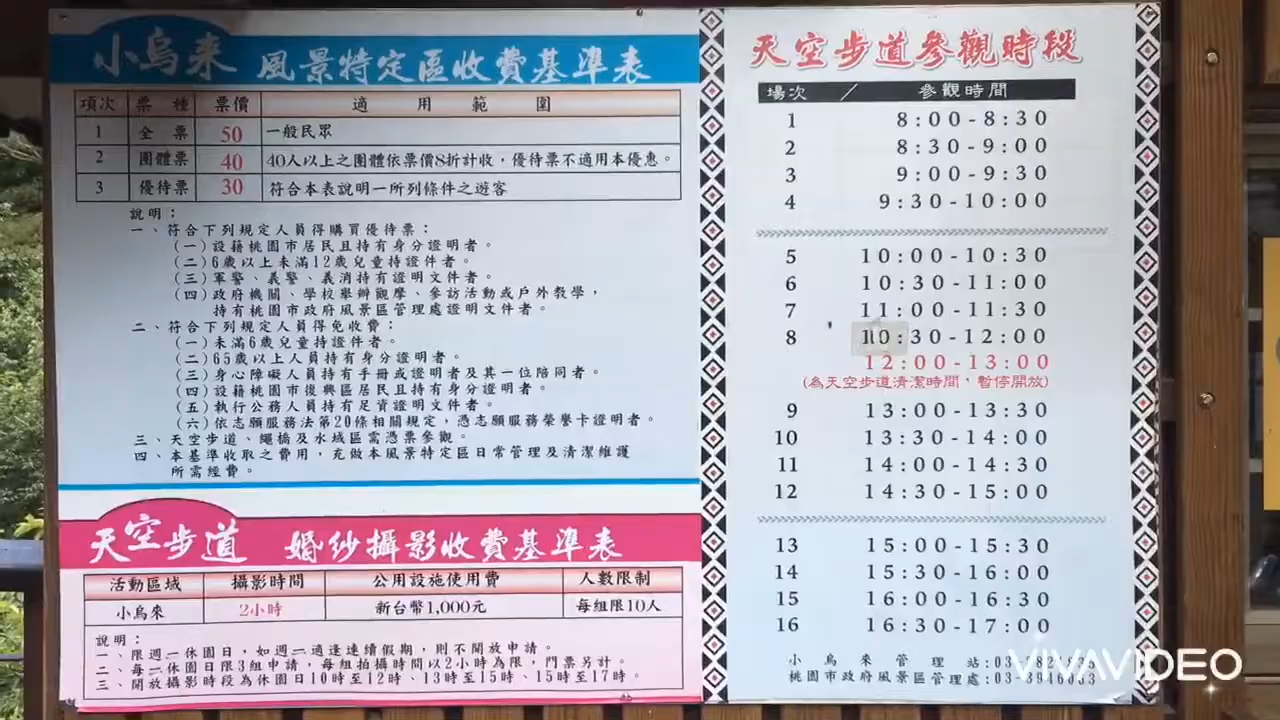 小烏來 風景特定區收費基準表
項次 票種 票價 適用範圍
1 全票 50 一般民眾
2 團體票 40 40人以上之團體依票價8折計收，優待票不適用本優惠。
3 優待票 30 符合本表說明一所列條件之遊客
說明：
一、符合下列規定人員得購買優待票：
(一)設籍桃園市居民且持有身分證明者。
(二)6歲以上未滿12歲兒童持證件者。
(三)軍警、義警、義消持有證明文件者。
(四)政府機關、學校舉辦觀摩、參訪活動或戶外教學，
持有桃園市政府風景區管理處證明文件者。
二、符合下列規定人員得免收費：
(一)未滿6歲兒童持有證件者。
(二)65歲以上人員持有身分證明者。
(三)身心障礙人員持有手冊或證明者及其一位陪同者。
(四)設籍桃園市復興區居民且持有身分證明者。
(五)執行公務人員持有足資證明文件者。
(六)依志願服務法第20條相關規定，憑志願服務榮譽卡證明者。
三、天空步道、繩橋及水域區需憑票參觀。
四、本基準收取之費用，充做本風景特定區日常管理及清潔維護
所需經費。
天空步道 婚紗攝影收費基準表
活動區域 攝影時間 公用設施使用費 人數限制
小烏來 2小時 新台幣1,000元 每組限10人
說明：
一、限週一休園日，如週一適逢連續假期，則不開放申請。
二、每一休園日限3組申請，每組拍攝時間以2小時為限，門票另計。
三、開放攝影時段為休園日10時至12時、13時至15時、15時至17時。
天空步道參觀時段
場次 / 參觀時間
1 8:00-8:30
2 8:30-9:00
3 9:00-9:30
4 9:30-10:00
5 10:00-10:30
6 10:30-11:00
7 11:00-11:30
8 :30-12:00
12:00-13:00
(為天空步道清潔時間，暫停開放)
9 13:00-13:30
10 13:30-14:00
11 14:00-14:30
12 14:30-15:00
13 15:00-15:30
14 15:30-16:00
15 16:00-16:30
16 16:30-17:00
小烏來管理站:03
桃園市政府風景區管理處:03-
VIVAVIDEO